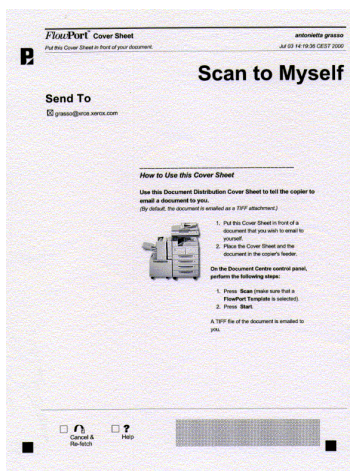 FlowPort Cover Sheet
antonietta grasso
Put this Cover Sheet in front of your document.
Jul 03 14:19:36 CEST 2000
Scan to Myself
Send To
grasso@xrce.xerox.com
How to Use this Cover Sheet
Use this Document Distribution Cover Sheet to tell the copier to
email a document to you.
(By default, the document is emailed as a TIFF attachment.)
1. Put this Cover Sheet in front of a
document that you wish to email to
yourself.
2. Place the Cover Sheet and the
document in the copier's feeder.
On the Document Centre control panel,
perform the following steps:
1. Press Scan (make sure that a
FlowPort Template is selected).
2. Press Start.
A TIFF file of the document is emailed to
you.
Cancel &
Re-fetch
?
Help